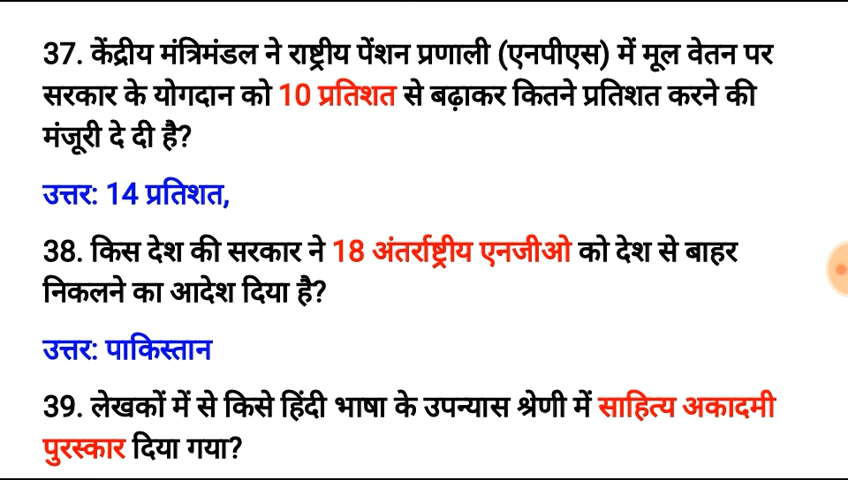 37. केंद्रीय मंत्रिमंडल ने राष्ट्रीय पेंशन प्रणाली (एनपीएस) में मूल वेतन पर
सरकार के योगदान को 10 प्रतिशत से बढ़ाकर कितने प्रतिशत करने की
मंजूरी दे दी है?
उत्तर: 14 प्रतिशत,
38. किस देश की सरकार ने 18 अंतर्राष्ट्रीय एनजीओ को देश से बाहर
निकलने का आदेश दिया है?
उत्तर: पाकिस्तान
39. लेखकों में से किसे हिंदी भाषा के उपन्यास श्रेणी में साहित्य अकादमी
पुरस्कार दिया गया?